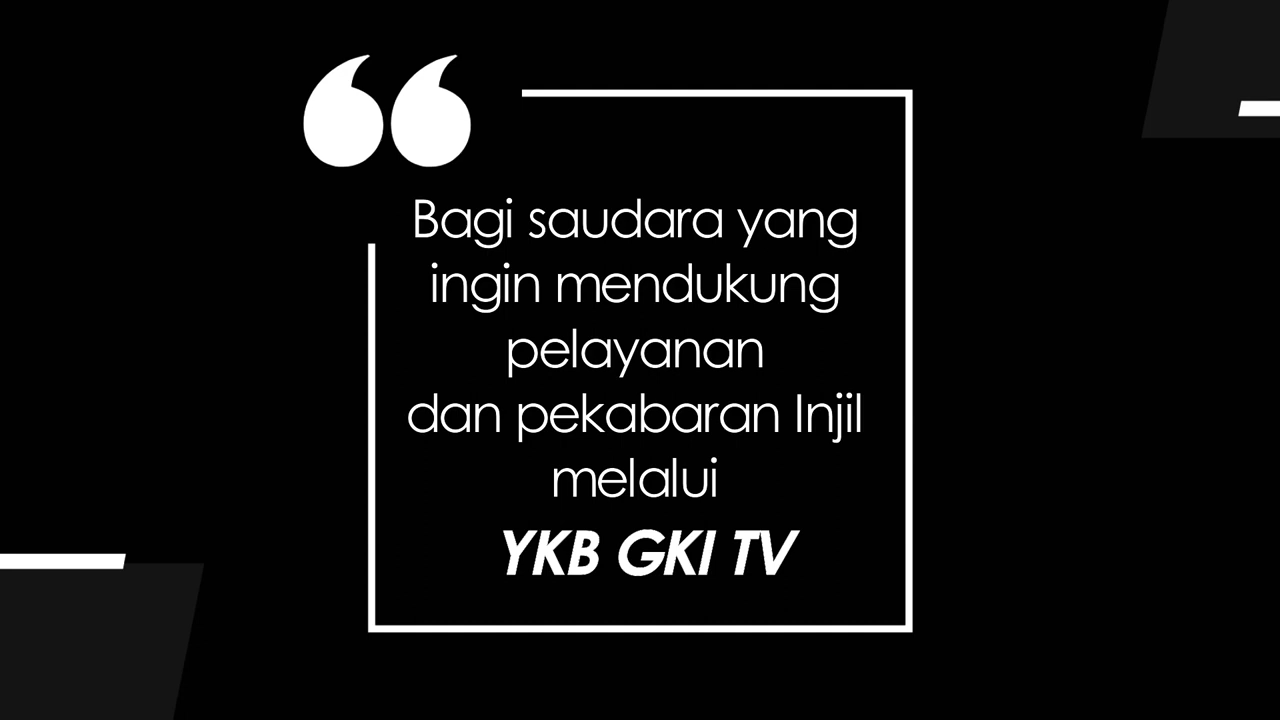 Bagi saudara yang
ingin mendukung
pelayanan
dan pekabaran Injil
melalui
YKB GKI TV